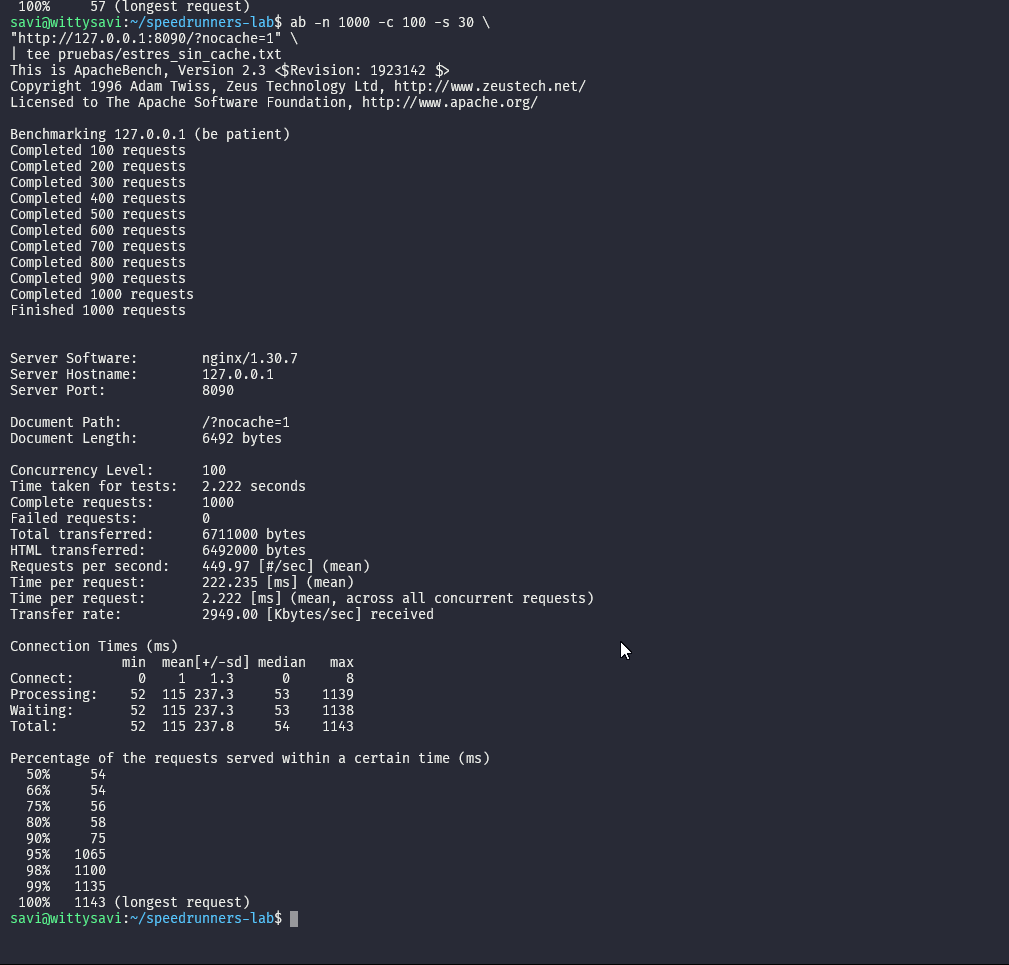 100%     57 (longest request)
savi@wittysavi:~/speedrunners-lab$ ab -n 1000 -c 100 -s 30 \
"http://127.0.0.1:8090/?nocache=1" \
| tee pruebas/estres_sin_cache.txt
This is ApacheBench, Version 2.3 <$Revision: 1923142 $>
Copyright 1996 Adam Twiss, Zeus Technology Ltd, http://www.zeustech.net/
Licensed to The Apache Software Foundation, http://www.apache.org/

Benchmarking 127.0.0.1 (be patient)
Completed 100 requests
Completed 200 requests
Completed 300 requests
Completed 400 requests
Completed 500 requests
Completed 600 requests
Completed 700 requests
Completed 800 requests
Completed 900 requests
Completed 1000 requests
Finished 1000 requests


Server Software:        nginx/1.30.7
Server Hostname:        127.0.0.1
Server Port:            8090

Document Path:          /?nocache=1
Document Length:        6492 bytes

Concurrency Level:      100
Time taken for tests:   2.222 seconds
Complete requests:      1000
Failed requests:        0
Total transferred:      6711000 bytes
HTML transferred:       6492000 bytes
Requests per second:    449.97 [#/sec] (mean)
Time per request:       222.235 [ms] (mean)
Time per request:       2.222 [ms] (mean, across all concurrent requests)
Transfer rate:          2949.00 [Kbytes/sec] received

Connection Times (ms)
              min  mean[+/-sd] median   max
Connect:        0    1   1.3      0       8
Processing:    52  115 237.3     53    1139
Waiting:       52  115 237.3     53    1138
Total:         52  115 237.8     54    1143

Percentage of the requests served within a certain time (ms)
  50%     54
  66%     54
  75%     56
  80%     58
  90%     75
  95%   1065
  98%   1100
  99%   1135
 100%   1143 (longest request)
savi@wittysavi:~/speedrunners-lab$